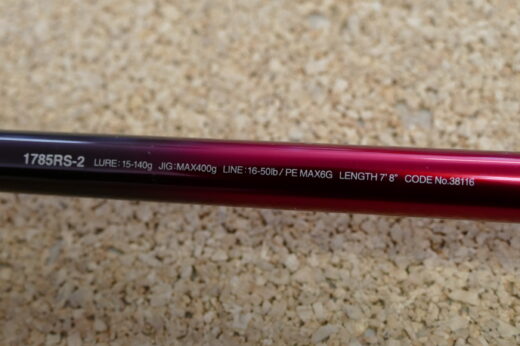 1785RS-2 LURE:15-140g JIG:MAX400g LINE:16-50lb/PE MAX6G LENGTH 7'8" CODE No.38116